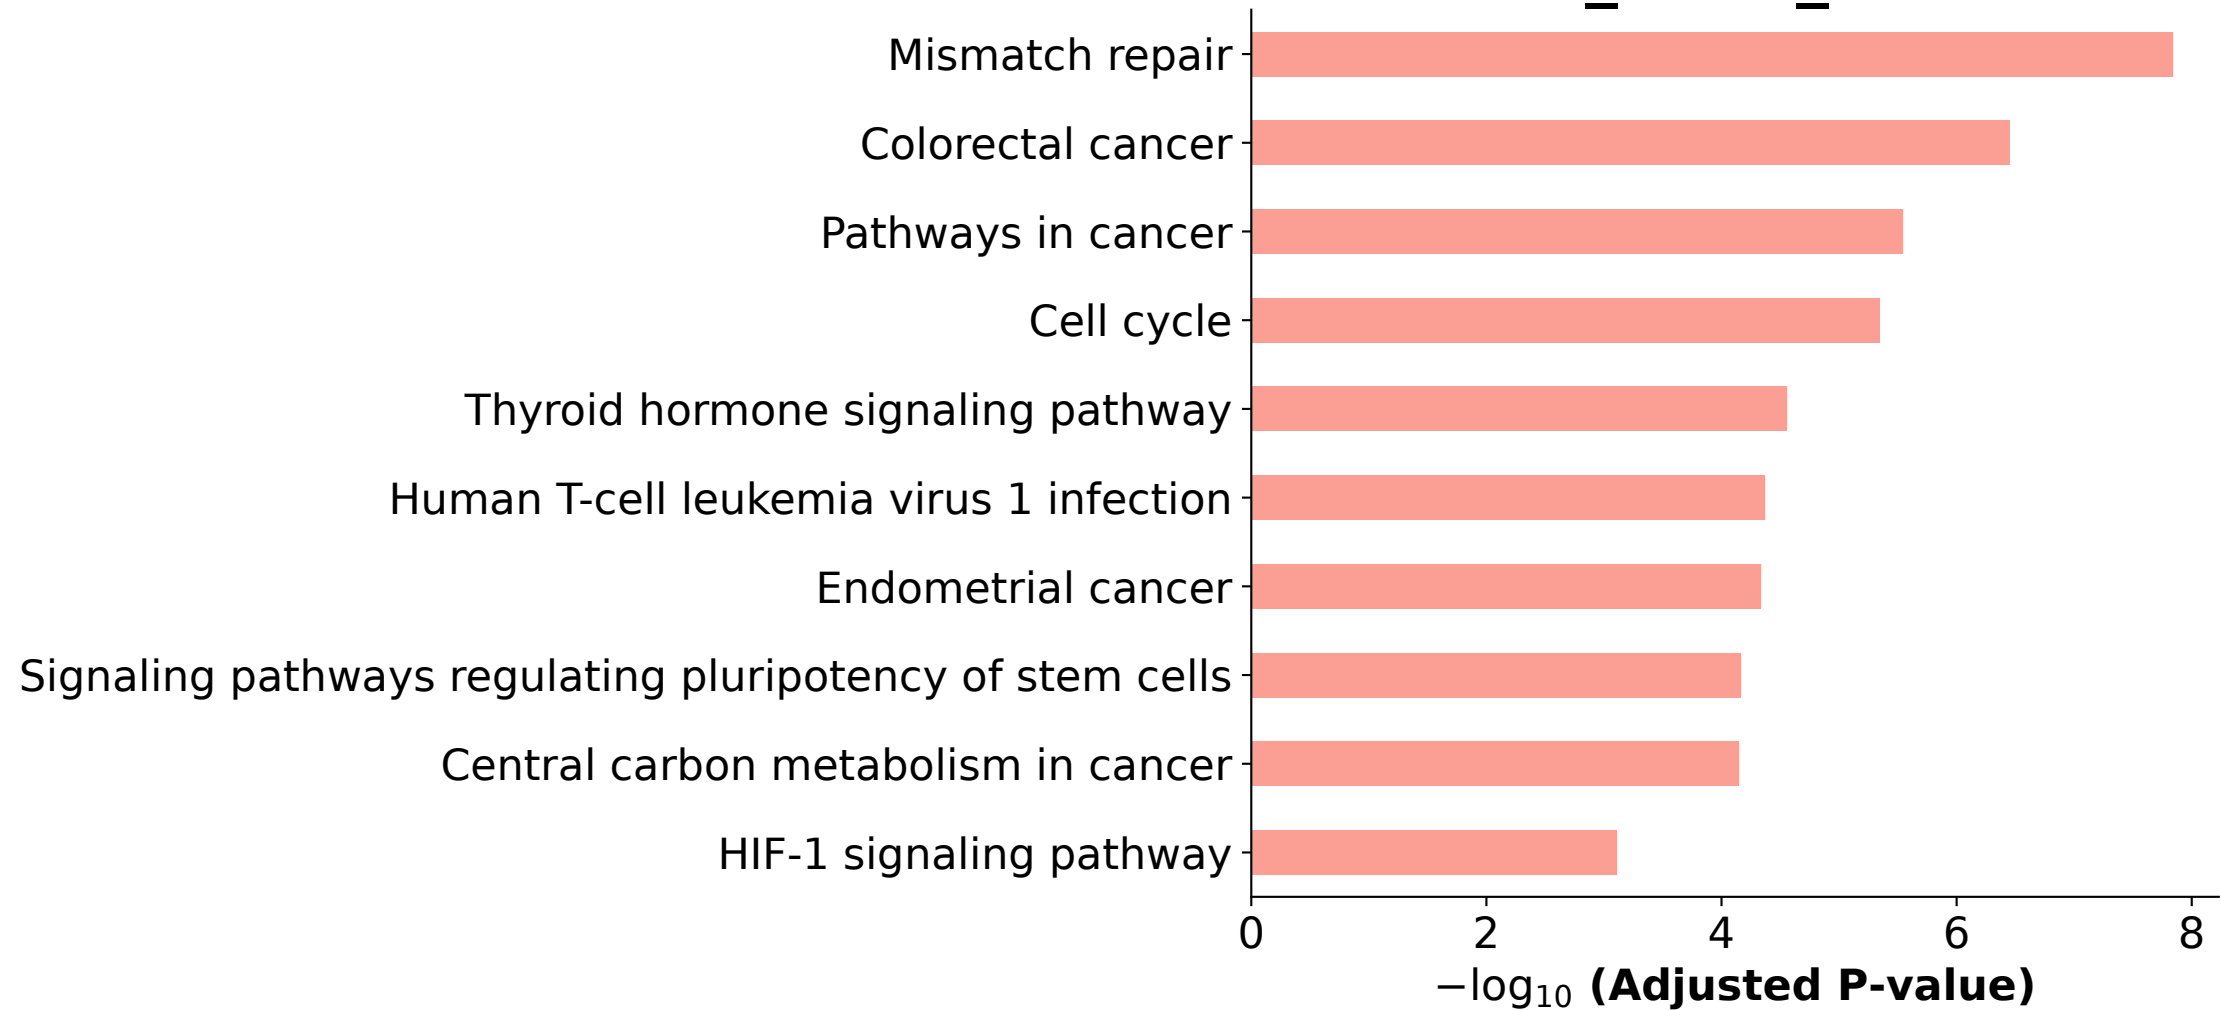 Mismatch repair
Colorectal cancer
Pathways in cancer
Cell cycle
Thyroid hormone signaling pathway
Human T-cell leukemia virus 1 infection
Endometrial cancer
Signaling pathways regulating pluripotency of stem cells
Central carbon metabolism in cancer
HIF-1 signaling pathway
0 2 4 6 8
−log₁₀ (Adjusted P-value)